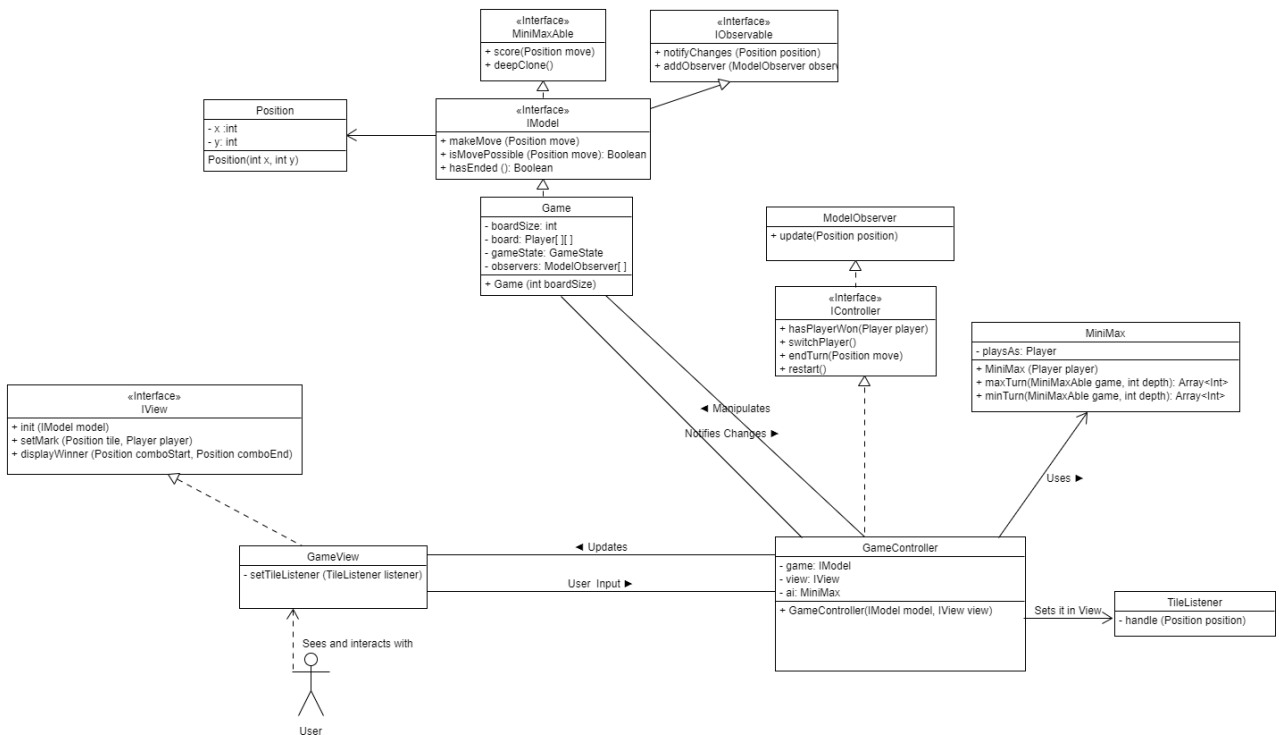 «Interface»
MiniMaxAble
+ score(Position move)
+ deepClone()
«Interface»
IObservable
+ notifyChanges (Position position)
+ addObserver (ModelObserver obser
Position
- x :int
- y: int
Position(int x, int y)
«Interface»
IModel
+ makeMove (Position move)
+ isMovePossible (Position move): Boolean
+ hasEnded (): Boolean
Game
- boardSize: int
- board: Player[ ][ ]
- gameState: GameState
- observers: ModelObserver[ ]
+ Game (int boardSize)
ModelObserver
+ update(Position position)
«Interface»
IController
+ hasPlayerWon(Player player)
+ switchPlayer()
+ endTurn(Position move)
+ restart()
MiniMax
- playsAs: Player
+ MiniMax (Player player)
+ maxTurn(MiniMaxAble game, int depth): Array<Int>
+ minTurn(MiniMaxAble game, int depth): Array<Int>
«Interface»
IView
+ init (IModel model)
+ setMark (Position tile, Player player)
+ displayWinner (Position comboStart, Position comboEnd)
◄ Manipulates
Notifies Changes ►
Uses ►
GameView
- setTileListener (TileListener listener)
◄ Updates
User Input ►
GameController
- game: IModel
- view: IView
- ai: MiniMax
+ GameController(IModel model, IView view)
Sets it in View
TileListener
- handle (Position position)
Sees and interacts with
User